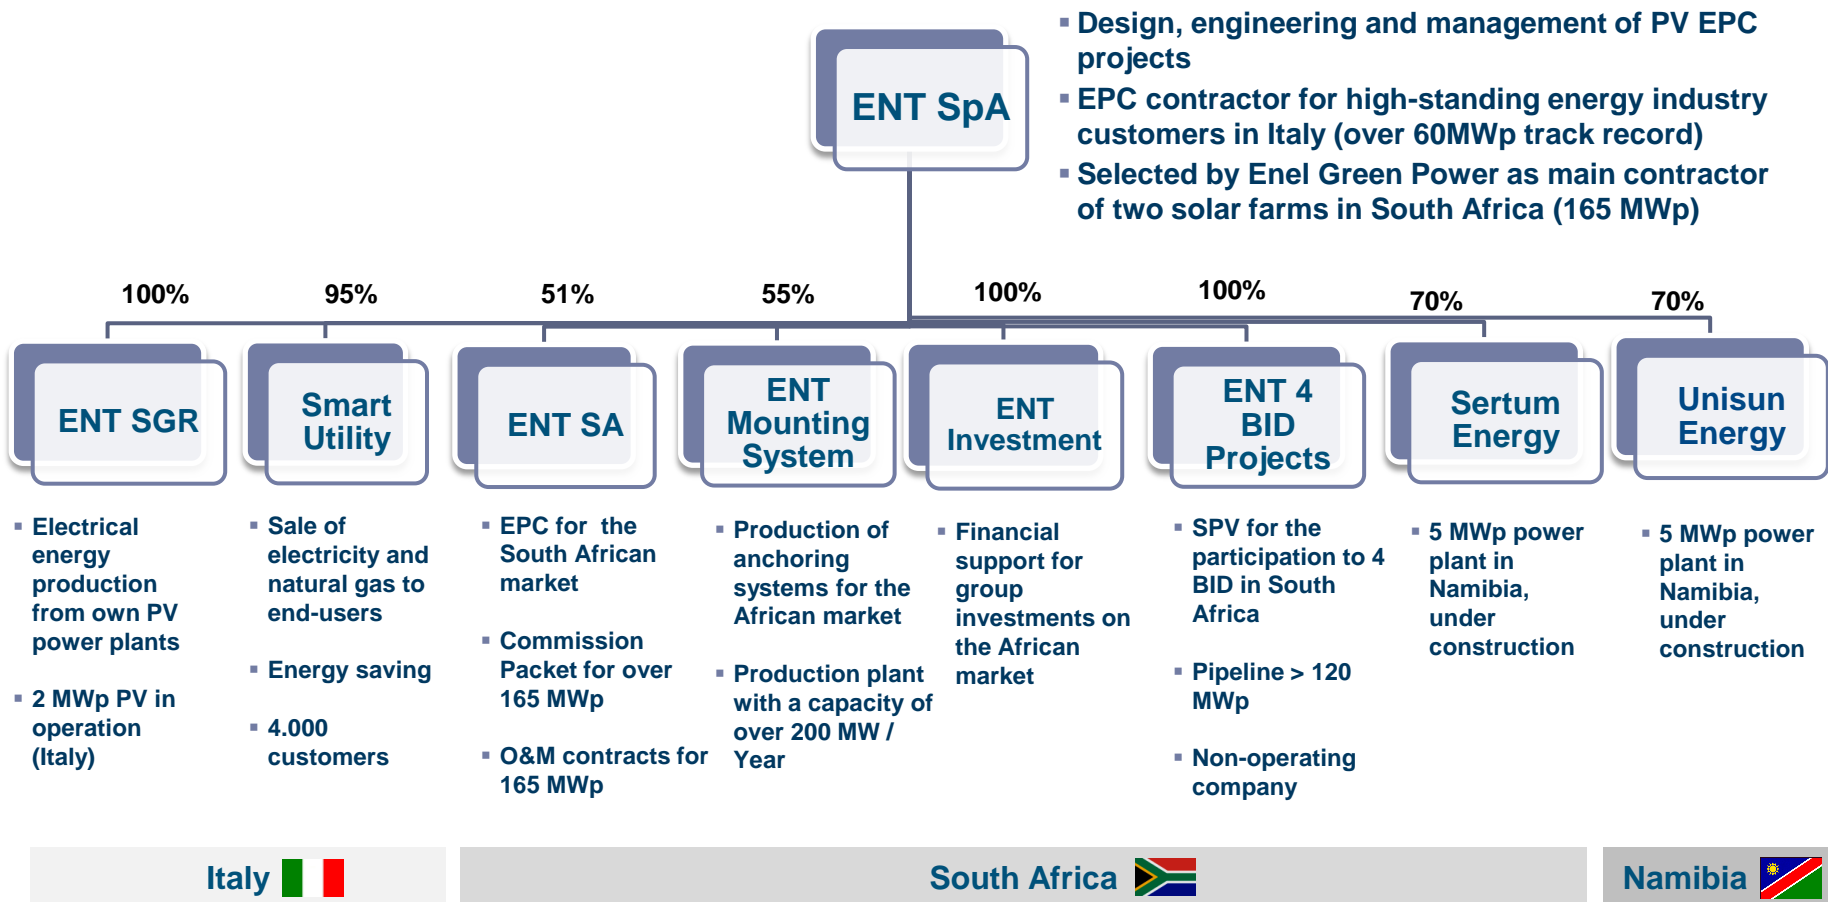 ENT SpA
Design, engineering and management of PV EPC
projects
EPC contractor for high-standing energy industry
customers in Italy (over 60MWp track record)
Selected by Enel Green Power as main contractor
of two solar farms in South Africa (165 MWp)
100%
95%
51%
55%
100%
100%
70%
70%
ENT SGR
Smart
Utility
ENT SA
ENT
Mounting
System
ENT
Investment
ENT 4
BID
Projects
Sertum
Energy
Unisun
Energy
Electrical
energy
production
from own PV
power plants
2 MWp PV in
operation
(Italy)
Sale of
electricity and
natural gas to
end-users
Energy saving
4.000
customers
EPC for the
South African
market
Commission
Packet for over
165 MWp
O&M contracts for
165 MWp
Production of
anchoring
systems for the
African market
Production plant
with a capacity of
over 200 MW /
Year
Financial
support for
group
investments on
the African
market
SPV for the
participation to 4
BID in South
Africa
Pipeline > 120
MWp
Non-operating
company
5 MWp power
plant in
Namibia,
under
construction
5 MWp power
plant in
Namibia,
under
construction
Italy
South Africa
Namibia